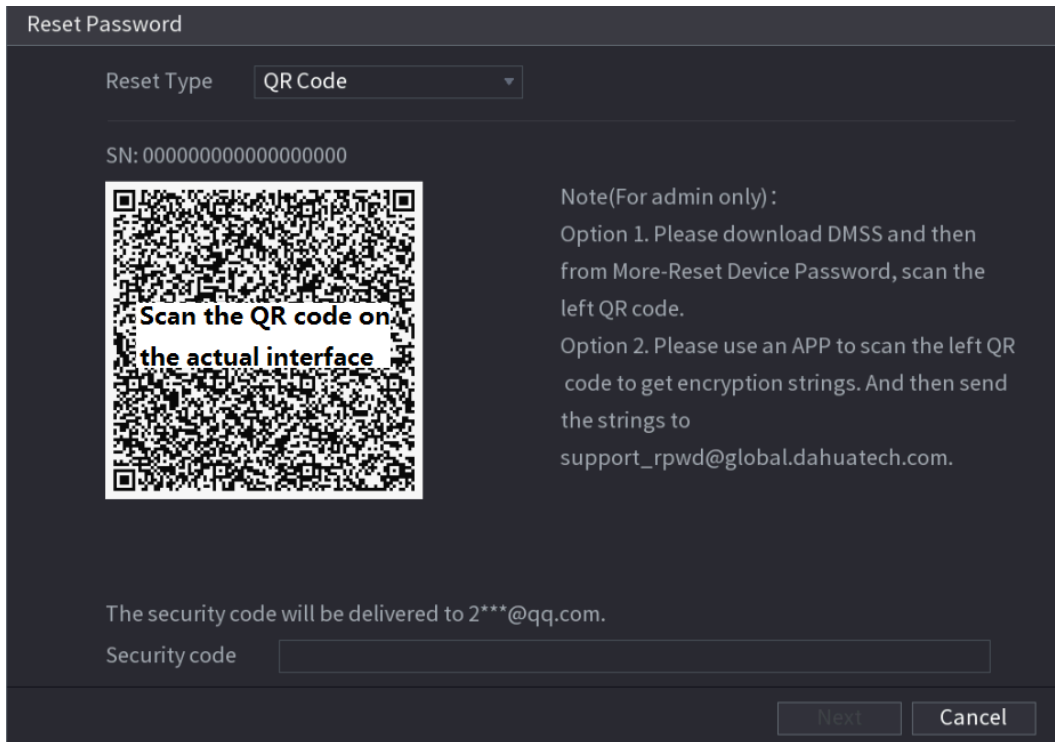 Reset Password
Reset Type
QR Code
SN: 000000000000000000
Scan the QR code on
the actual interface
Note(For admin only)：
Option 1. Please download DMSS and then
from More-Reset Device Password, scan the
left QR code.
Option 2. Please use an APP to scan the left QR
code to get encryption strings. And then send
the strings to
support_rpwd@global.dahuatech.com.
The security code will be delivered to 2***@qq.com.
Security code
Next
Cancel